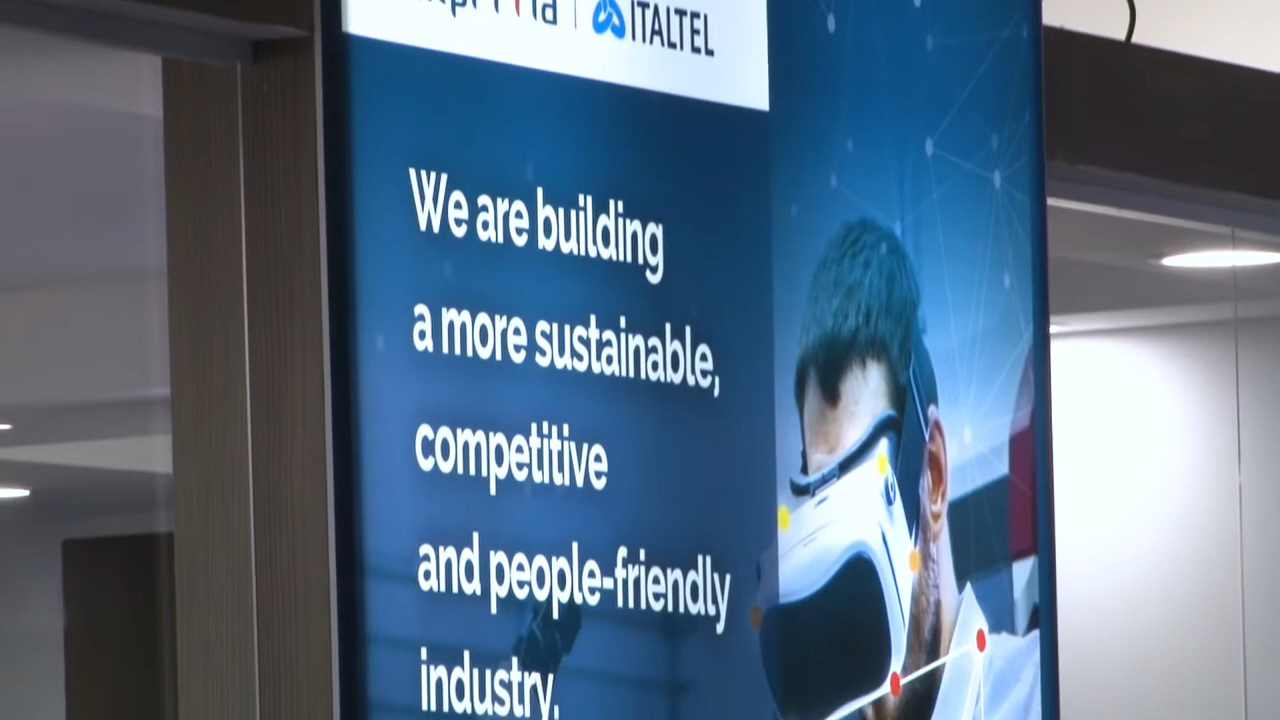 ITALTEL
We are building
a more sustainable,
competitive
and people-friendly
industry.